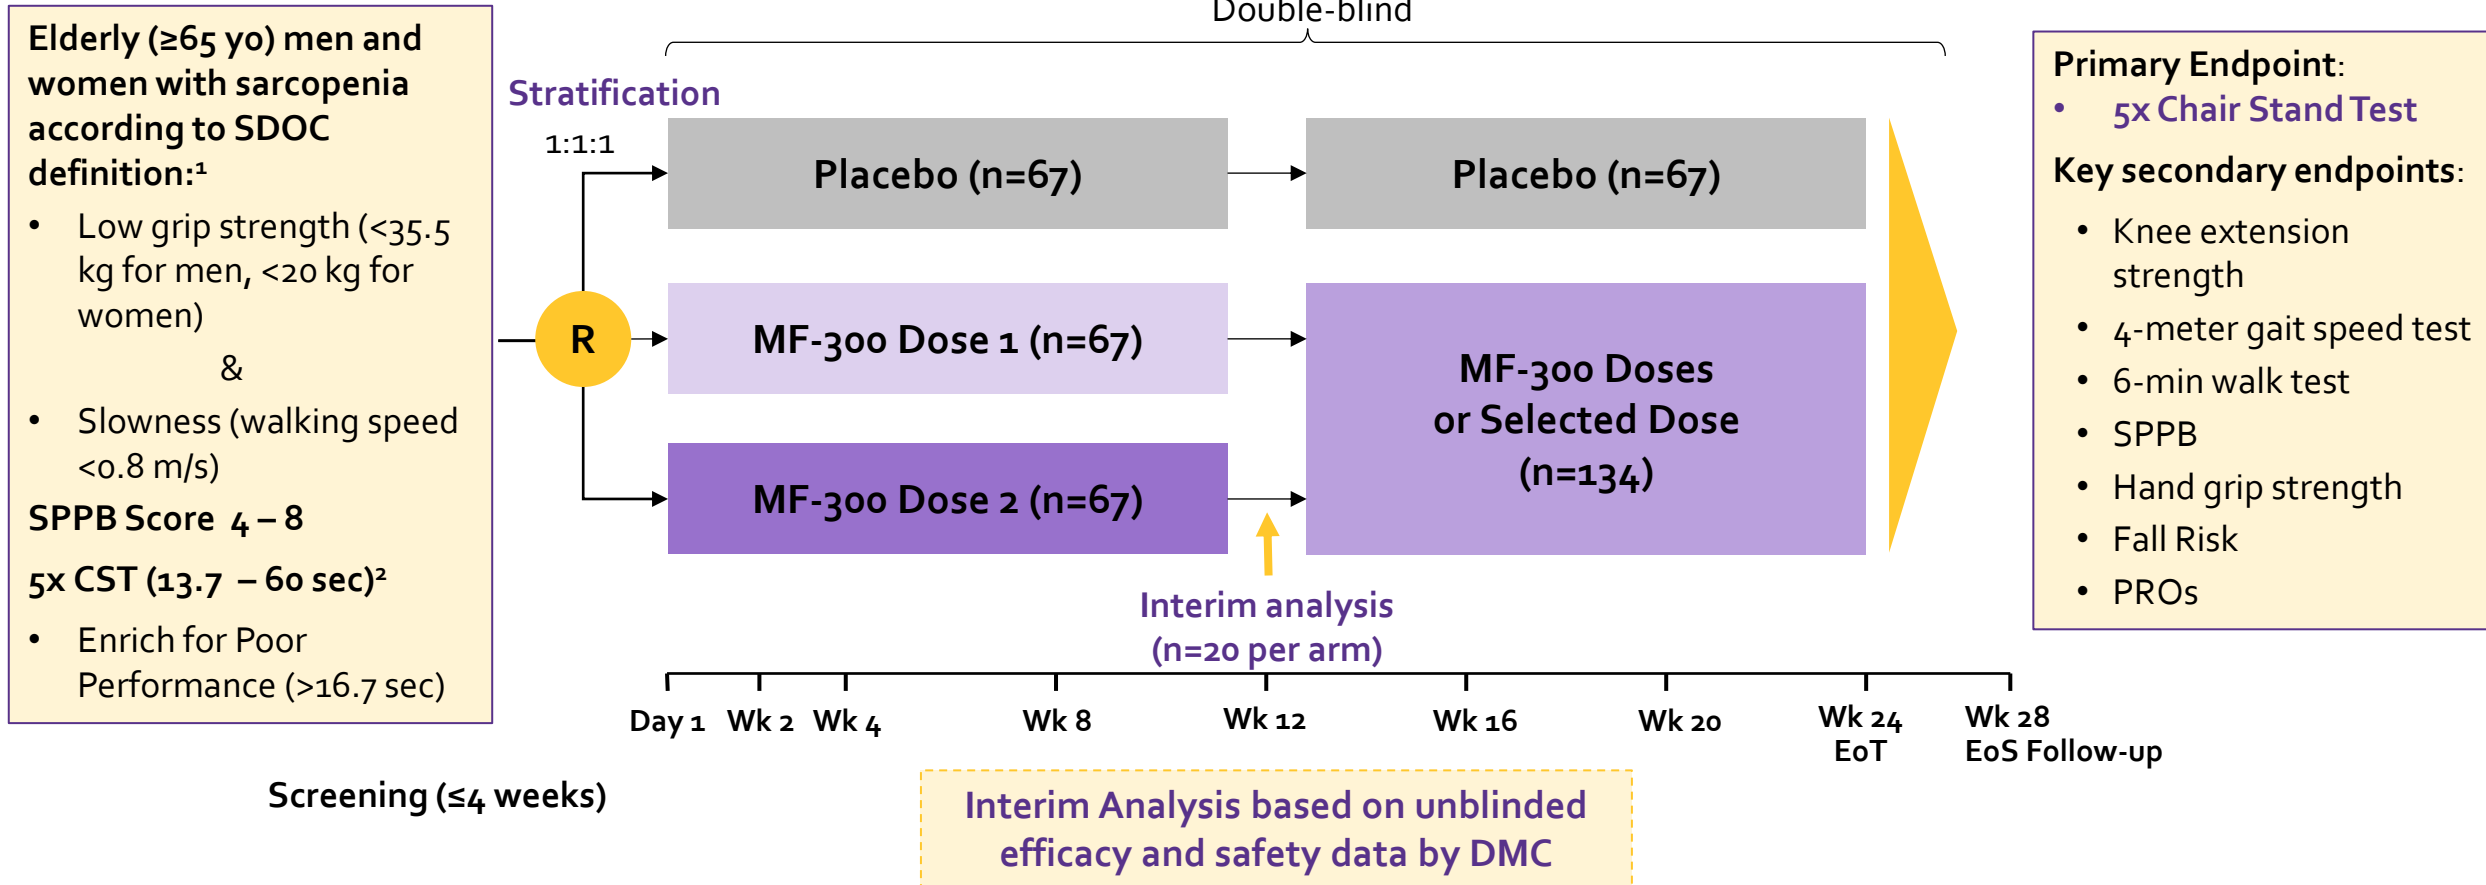 Double-blind
Elderly (≥65 yo) men and
women with sarcopenia
according to SDOC
definition:¹
• Low grip strength (<35.5
kg for men, <20 kg for
women)
&
• Slowness (walking speed
<0.8 m/s)
SPPB Score 4 – 8
5x CST (13.7 – 60 sec)²
• Enrich for Poor
Performance (>16.7 sec)
Stratification
1:1:1
R
Placebo (n=67)
Placebo (n=67)
MF-300 Dose 1 (n=67)
MF-300 Dose 2 (n=67)
MF-300 Doses
or Selected Dose
(n=134)
Interim analysis
(n=20 per arm)
Day 1 Wk 2 Wk 4 Wk 8 Wk 12 Wk 16 Wk 20 Wk 24 Wk 28
EoT EoS Follow-up
Screening (≤4 weeks)
Interim Analysis based on unblinded
efficacy and safety data by DMC
Primary Endpoint:
• 5x Chair Stand Test
Key secondary endpoints:
• Knee extension
strength
• 4-meter gait speed test
• 6-min walk test
• SPPB
• Hand grip strength
• Fall Risk
• PROs